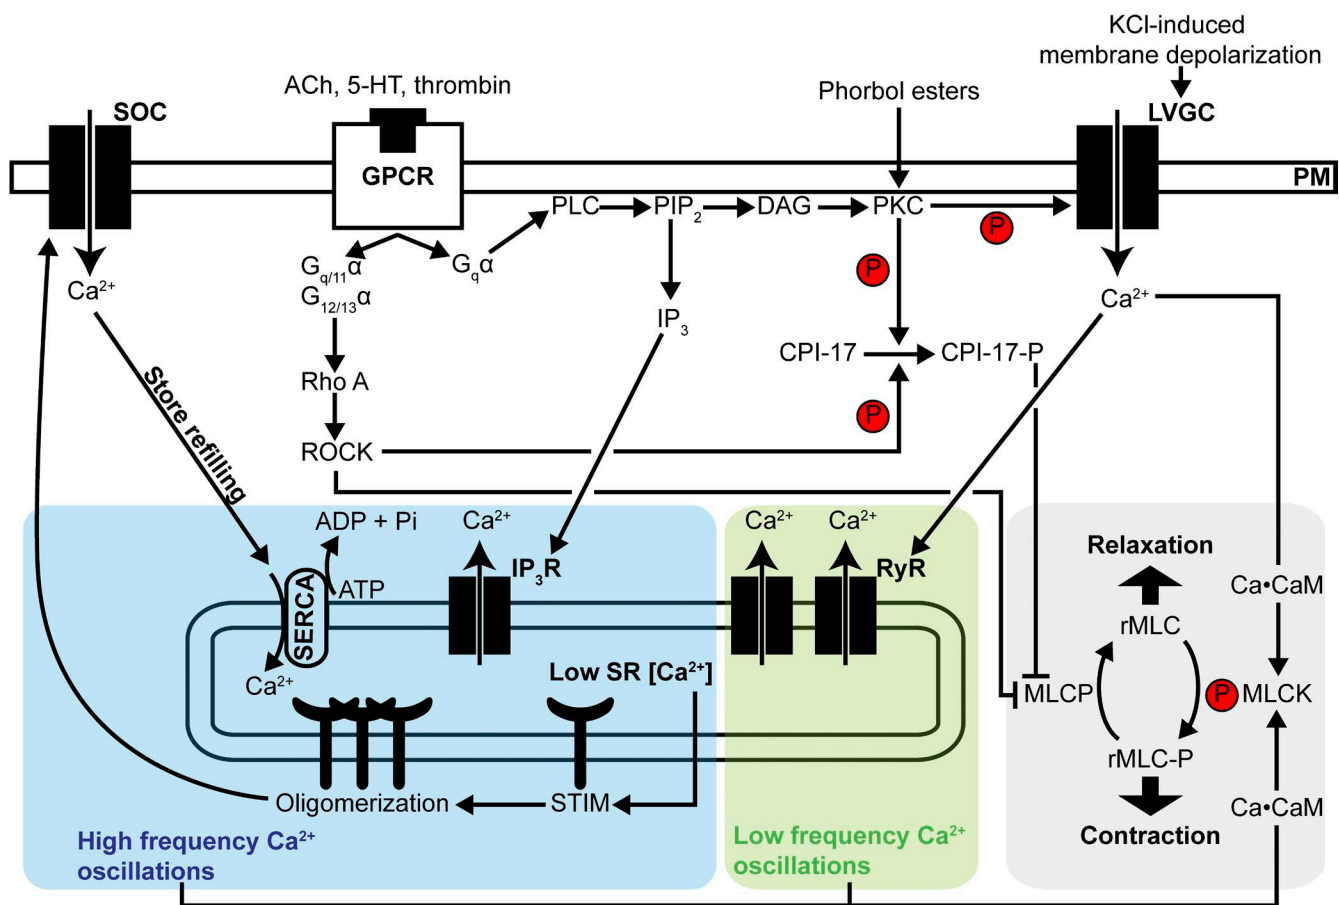 KCl-induced
membrane depolarization
ACh, 5-HT, thrombin
Phorbol esters
SOC
LVGC
GPCR
PM
PLC
PIP₂
DAG
PKC
P
Gq/11α
G12/13α
Gqα
P
Ca²⁺
Ca²⁺
IP₃
CPI-17
CPI-17-P
Rho A
P
ROCK
Store refilling
ADP + Pi
Ca²⁺
Ca²⁺
Ca²⁺
IP₃R
RyR
Relaxation
ATP
SERCA
Ca•CaM
rMLC
Ca²⁺
Low SR [Ca²⁺]
MLCP
P
MLCK
rMLC-P
Oligomerization
STIM
Ca•CaM
High frequency Ca²⁺
oscillations
Low frequency Ca²⁺
oscillations
Contraction